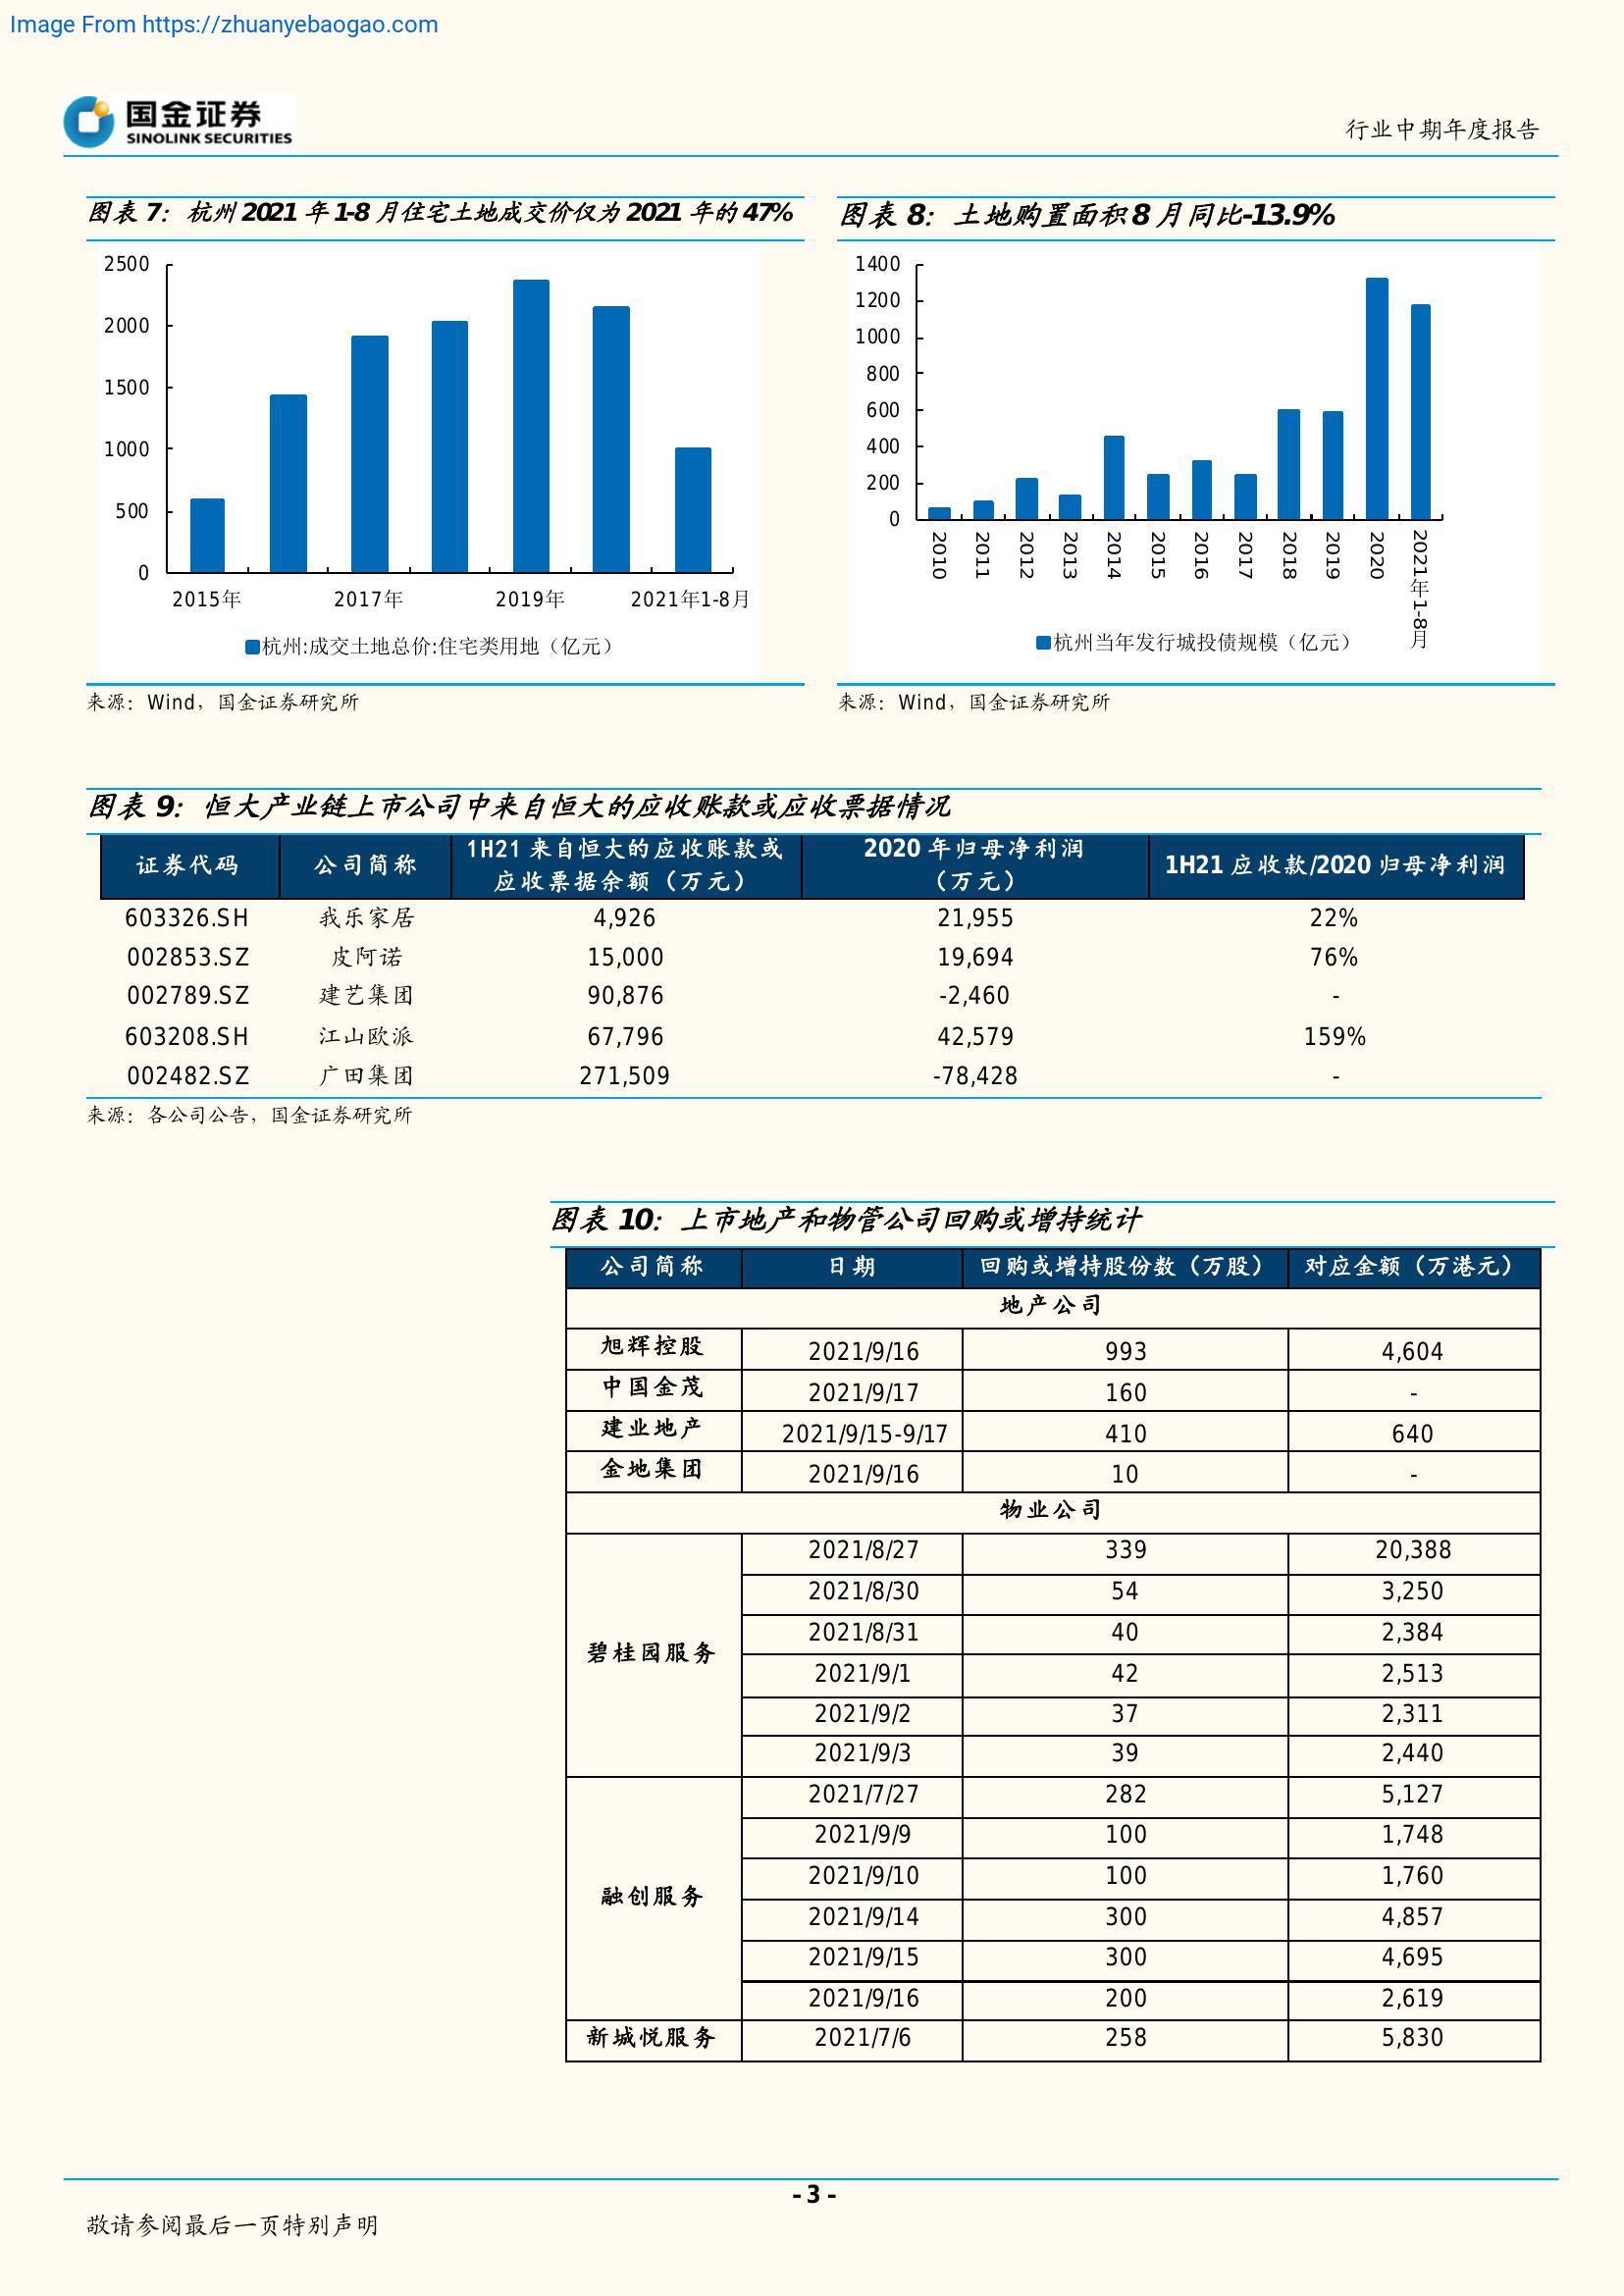 Image From https://zhuanyebaogao.com
国金证券
SINOLINK SECURITIES
行业中期年度报告
图表 7：杭州 2021 年 1-8 月住宅土地成交价仅为 2021 年的 47%
2500
2000
1500
1000
500
0
2015年 2017年 2019年 2021年1-8月
杭州:成交土地总价:住宅类用地（亿元）
来源：Wind，国金证券研究所
图表 8：土地购置面积 8 月同比-13.9%
1400
1200
1000
800
600
400
200
0
2010 2011 2012 2013 2014 2015 2016 2017 2018 2019 2020 2021年1-8月
杭州当年发行城投债规模（亿元）
来源：Wind，国金证券研究所
图表 9：恒大产业链上市公司中来自恒大的应收账款或应收票据情况
证券代码 公司简称 1H21 来自恒大的应收账款或应收票据余额（万元） 2020 年归母净利润（万元） 1H21 应收款/2020 归母净利润
603326.SH 我乐家居 4,926 21,955 22%
002853.SZ 皮阿诺 15,000 19,694 76%
002789.SZ 建艺集团 90,876 -2,460 -
603208.SH 江山欧派 67,796 42,579 159%
002482.SZ 广田集团 271,509 -78,428 -
来源：各公司公告，国金证券研究所
图表 10：上市地产和物管公司回购或增持统计
公司简称 日期 回购或增持股份数（万股） 对应金额（万港元）
地产公司
旭辉控股 2021/9/16 993 4,604
中国金茂 2021/9/17 160 -
建业地产 2021/9/15-9/17 410 640
金地集团 2021/9/16 10 -
物业公司
碧桂园服务 2021/8/27 339 20,388
2021/8/30 54 3,250
2021/8/31 40 2,384
2021/9/1 42 2,513
2021/9/2 37 2,311
2021/9/3 39 2,440
融创服务 2021/7/27 282 5,127
2021/9/9 100 1,748
2021/9/10 100 1,760
2021/9/14 300 4,857
2021/9/15 300 4,695
2021/9/16 200 2,619
新城悦服务 2021/7/6 258 5,830
- 3 -
敬请参阅最后一页特别声明